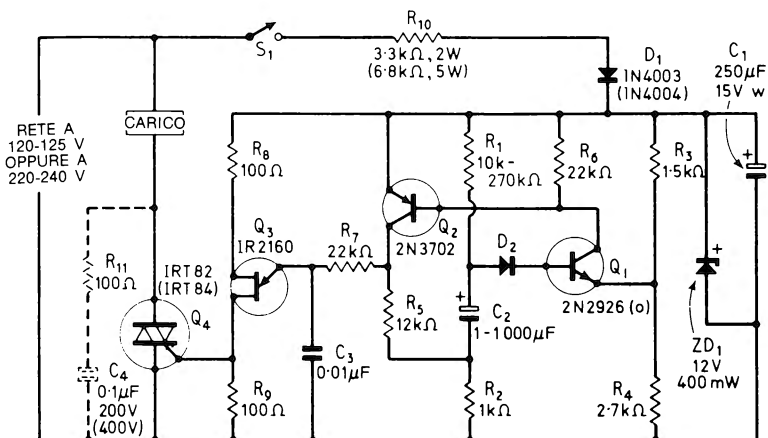 S1
R10
3.3kΩ, 2W
(6.8kΩ, 5W)
D1
IN4003
(IN4004)
C1
250μF
15V w
RETE A
120-125 V
OPPURE A
220-240 V
CARICO
R8
100Ω
R1
10k-
270kΩ
R6
22kΩ
R3
1.5kΩ
Q3
IR2160
R7
22kΩ
Q2
2N3702
D2
Q1
2N2926 (o)
R11
100Ω
IRT82
(IRT84)
Q4
R5
12kΩ
C2
1-1000μF
C3
0.01μF
C4
0.1μF
200V
(400V)
R9
100Ω
R2
1kΩ
R4
2.7kΩ
ZD1
12V
400mW
+
+
+